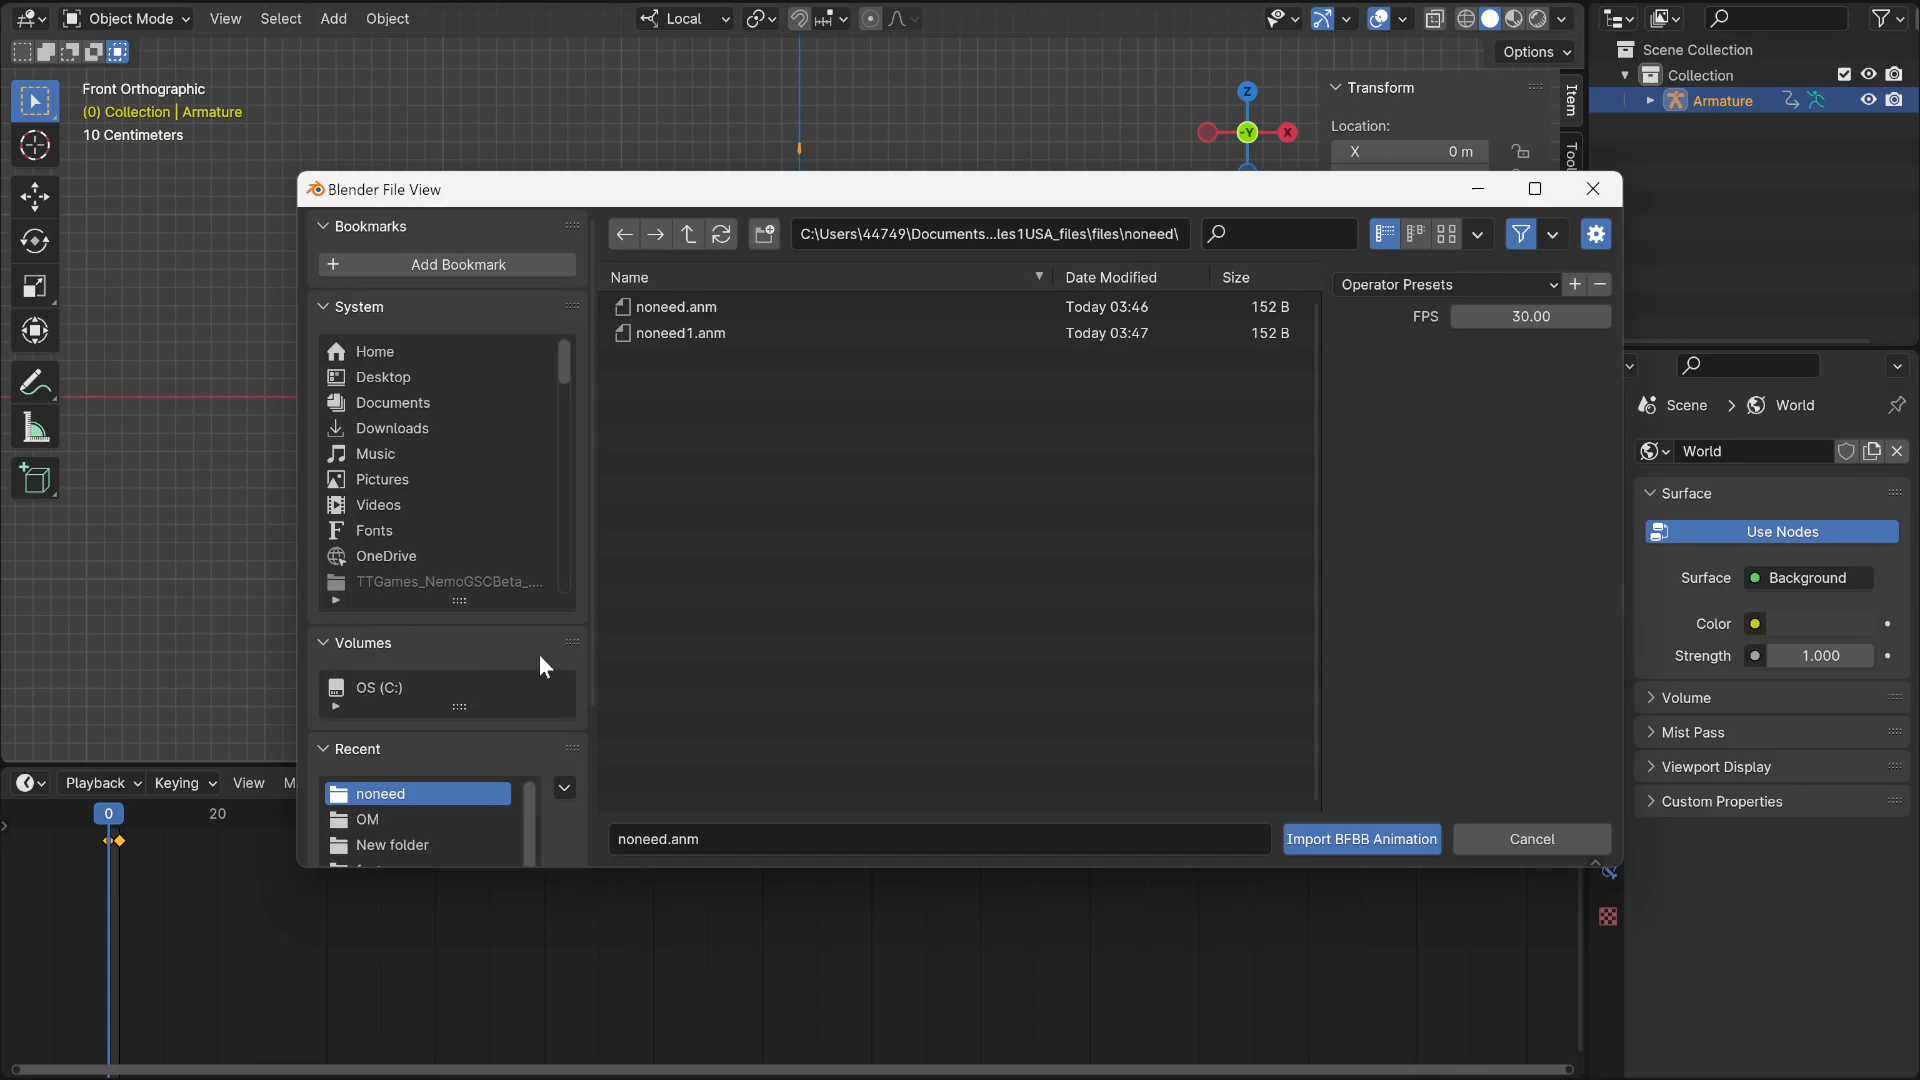 Object Mode View Select Add Object Local
Options
Front Orthographic
(0) Collection | Armature
10 Centimeters
Z
-Y X
Transform
Location:
X 0 m
Item
Tool
Scene Collection
Collection
Armature
Blender File View
Bookmarks
Add Bookmark
System
Home
Desktop
Documents
Downloads
Music
Pictures
Videos
Fonts
OneDrive
TTGames_NemoGSCBeta_....
Volumes
OS (C:)
Recent
noneed
OM
New folder
C:\Users\44749\Documents...les1USA_files\files\noneed\
Name Date Modified Size
noneed.anm Today 03:46 152 B
noneed1.anm Today 03:47 152 B
Operator Presets
FPS 30.00
noneed.anm
Import BFBB Animation Cancel
Scene World
World
Surface
Use Nodes
Surface Background
Color
Strength 1.000
Volume
Mist Pass
Viewport Display
Custom Properties
Playback Keying View
0 20